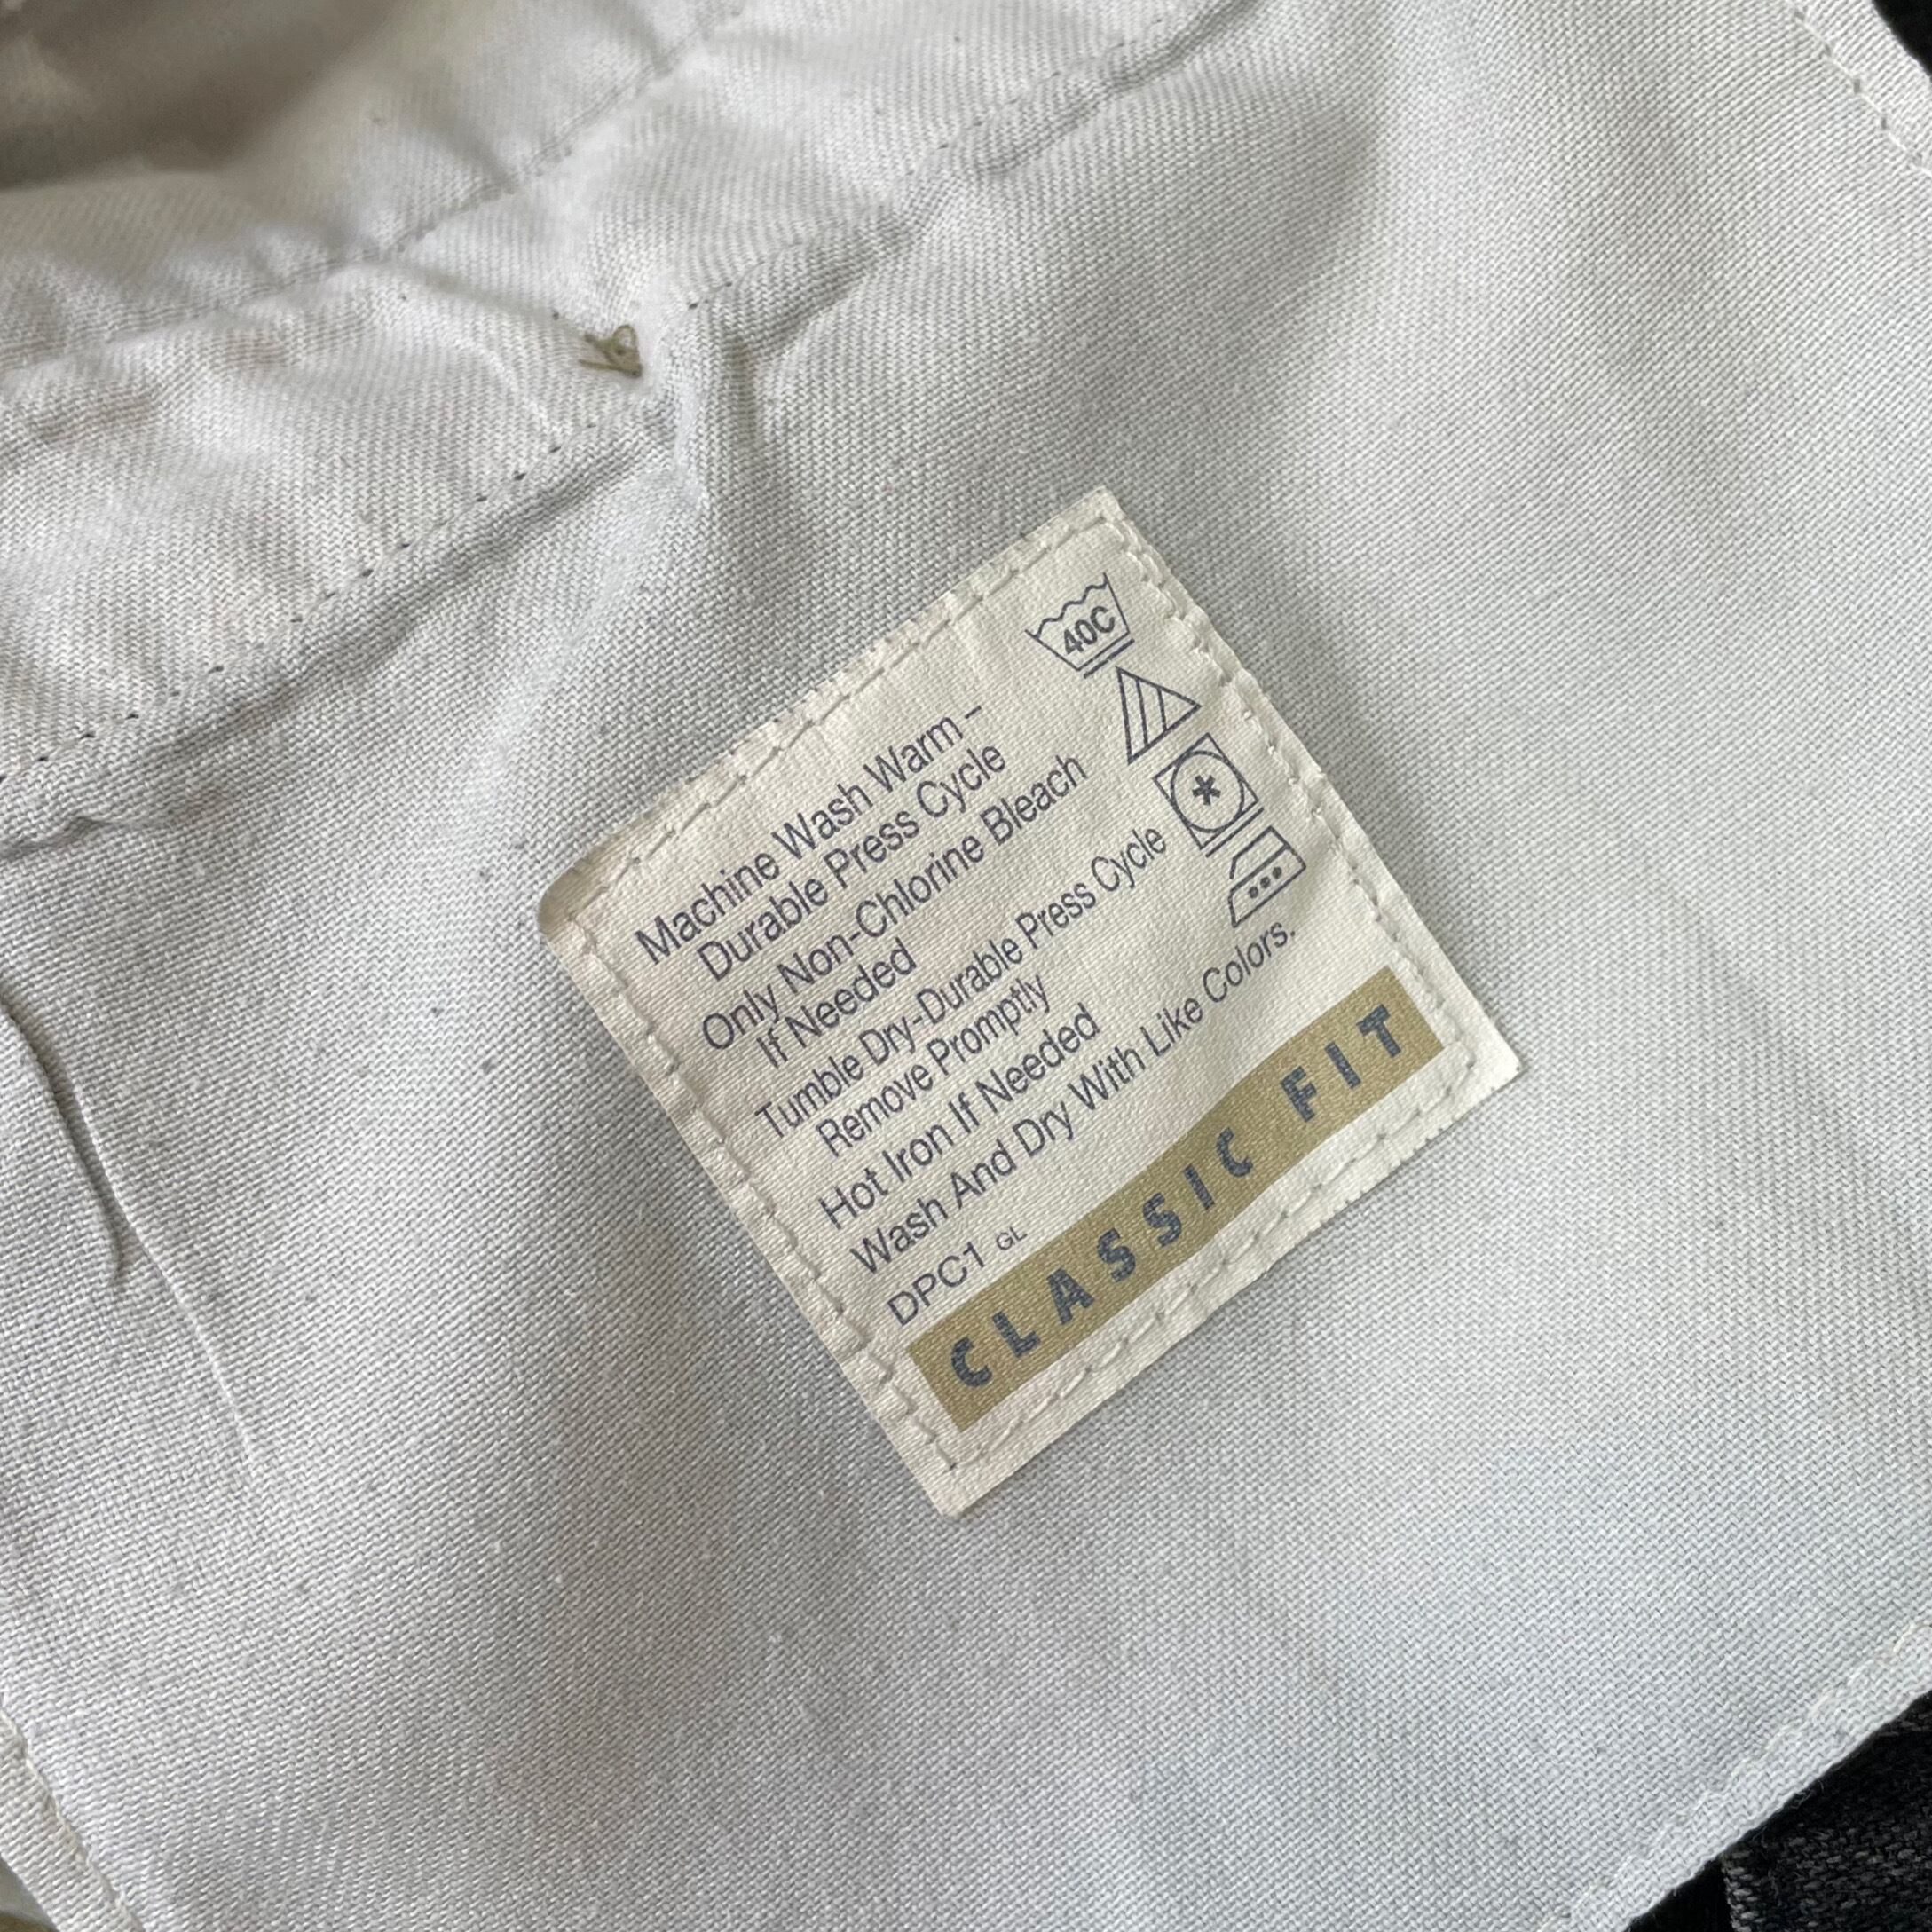 40C
Machine Wash Warm –
Durable Press Cycle
Only Non-Chlorine Bleach
If Needed
Tumble Dry-Durable Press Cycle
Remove Promptly
Hot Iron If Needed
Wash And Dry With Like Colors.
DPC1 GL
CLASSIC FIT